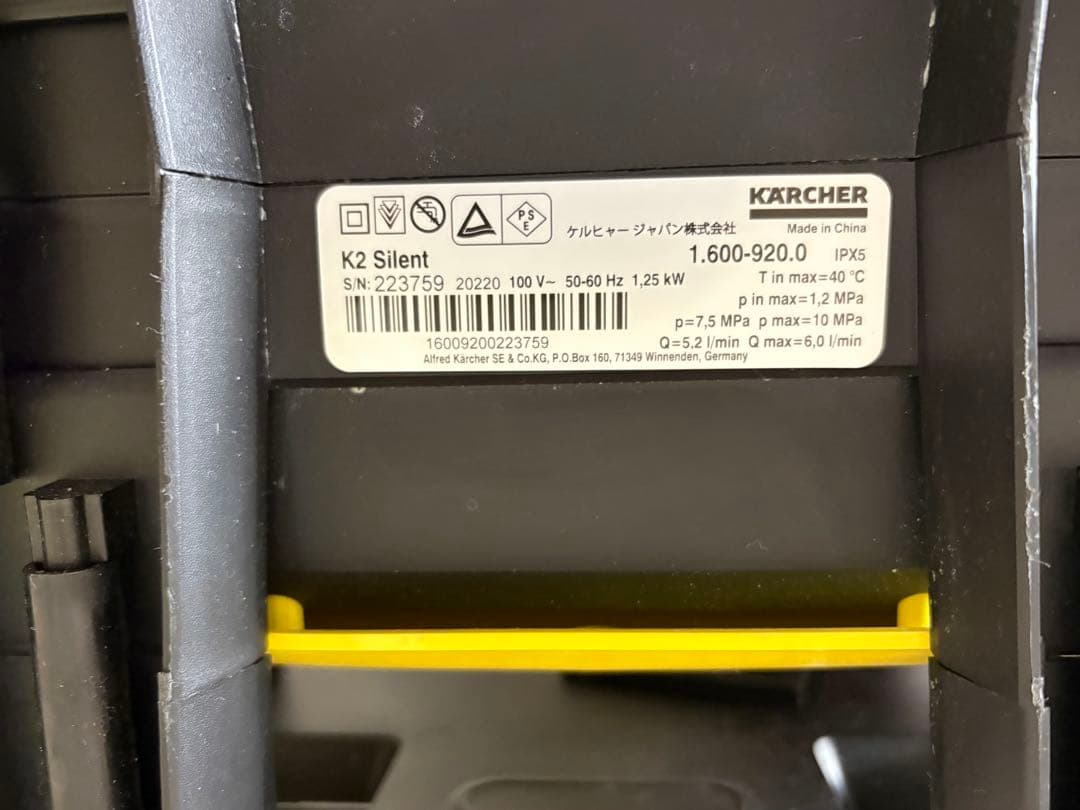 PS
E
KÄRCHER
ケルヒャー ジャパン株式会社
Made in China
K2 Silent
1.600-920.0 IPX5
S/N: 223759 20220 100 V~ 50-60 Hz 1,25 kW
T in max=40 °C
p in max=1,2 MPa
p=7,5 MPa p max=10 MPa
16009200223759
Q=5,2 l/min Q max=6,0 l/min
Alfred Kärcher SE & Co.KG, P.O.Box 160, 71349 Winnenden, Germany